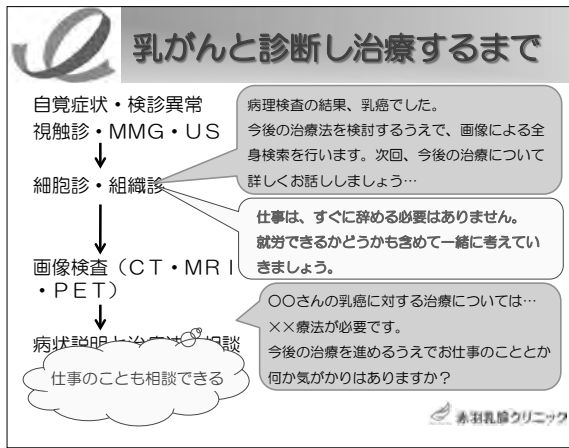 乳がんと診断し治療するまで
自覚症状・検診異常
視触診・MMG・US
病理検査の結果、乳癌でした。
今後の治療法を検討するうえで、画像による全
身検索を行います。次回、今後の治療について
詳しくお話ししましょう…
細胞診・組織診
仕事は、すぐに辞める必要はありません。
就労できるかどうかも含めて一緒に考えてい
きましょう。
画像検査（CT・MRI
・PET）
〇〇さんの乳癌に対する治療については…
××療法が必要です。
今後の治療を進めるうえでお仕事のこととか
何か気がかりはありますか？
病状説明と治療
相談
仕事のことも相談できる
赤羽乳腺クリニック